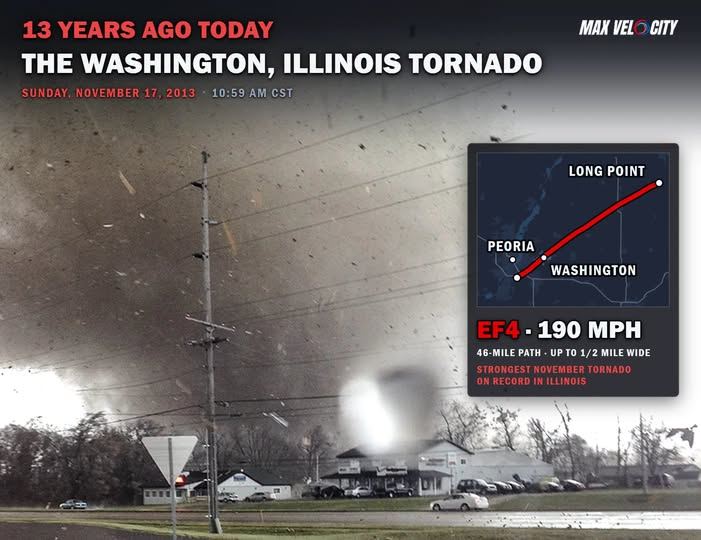 13 YEARS AGO TODAY
MAX VELOCITY
THE WASHINGTON, ILLINOIS TORNADO
SUNDAY, NOVEMBER 17, 2013 · 10:59 AM CST
LONG POINT
PEORIA
WASHINGTON
EF4 · 190 MPH
46-MILE PATH · UP TO 1/2 MILE WIDE
STRONGEST NOVEMBER TORNADO
ON RECORD IN ILLINOIS